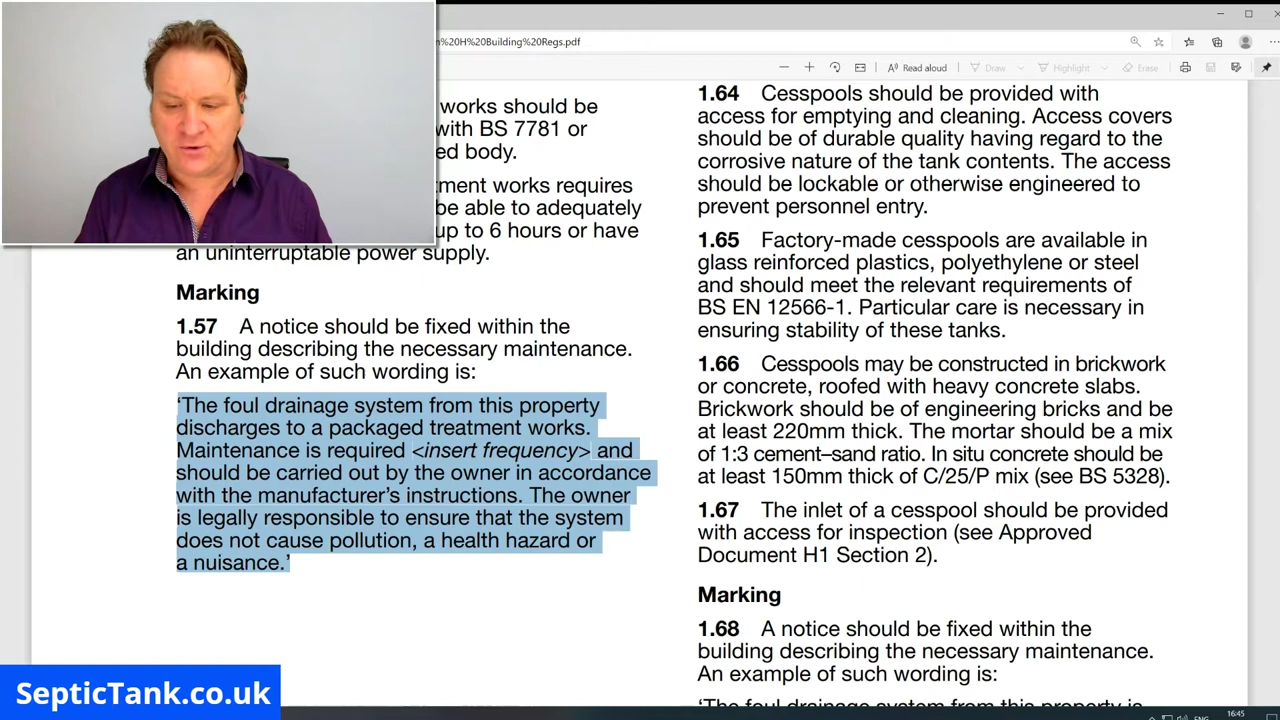 n%20H%20Building%20Regs.pdf
Read aloud
Draw
Highlight
Erase
works should be
with BS 7781 or
ed body.
tment works requires
be able to adequately
up to 6 hours or have
an uninterruptable power supply.
Marking
1.57 A notice should be fixed within the
building describing the necessary maintenance.
An example of such wording is:
‘The foul drainage system from this property
discharges to a packaged treatment works.
Maintenance is required <insert frequency> and
should be carried out by the owner in accordance
with the manufacturer’s instructions. The owner
is legally responsible to ensure that the system
does not cause pollution, a health hazard or
a nuisance.’
1.64 Cesspools should be provided with
access for emptying and cleaning. Access covers
should be of durable quality having regard to the
corrosive nature of the tank contents. The access
should be lockable or otherwise engineered to
prevent personnel entry.
1.65 Factory-made cesspools are available in
glass reinforced plastics, polyethylene or steel
and should meet the relevant requirements of
BS EN 12566-1. Particular care is necessary in
ensuring stability of these tanks.
1.66 Cesspools may be constructed in brickwork
or concrete, roofed with heavy concrete slabs.
Brickwork should be of engineering bricks and be
at least 220mm thick. The mortar should be a mix
of 1:3 cement–sand ratio. In situ concrete should be
at least 150mm thick of C/25/P mix (see BS 5328).
1.67 The inlet of a cesspool should be provided
with access for inspection (see Approved
Document H1 Section 2).
Marking
1.68 A notice should be fixed within the
building describing the necessary maintenance.
An example of such wording is:
‘The foul drainage system from this property is
SepticTank.co.uk
ENG
16:45